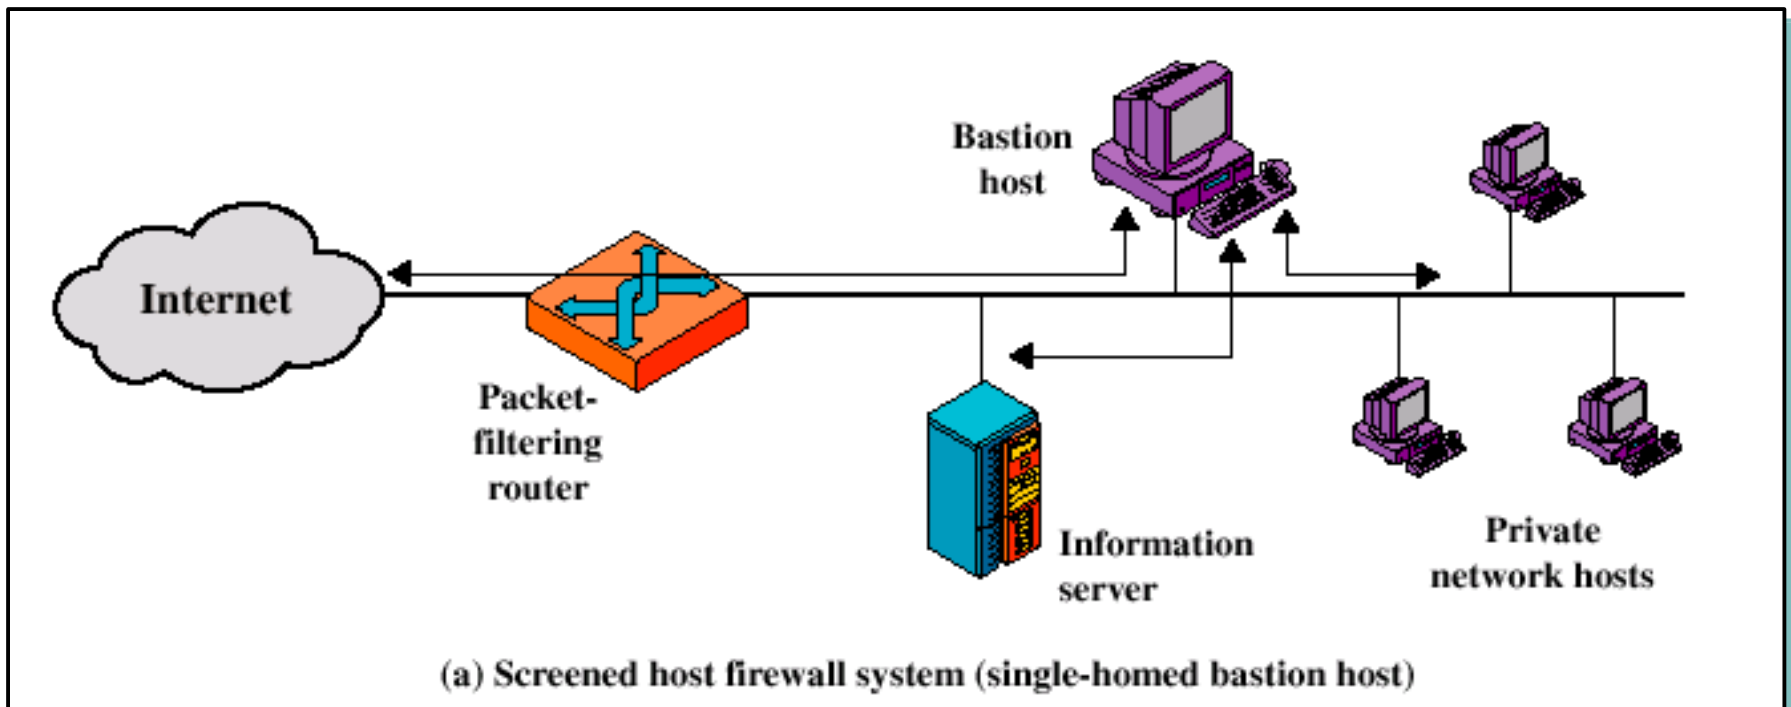 Bastion
host
Internet
Packet-
filtering
router
Information
server
Private
network hosts
(a) Screened host firewall system (single-homed bastion host)